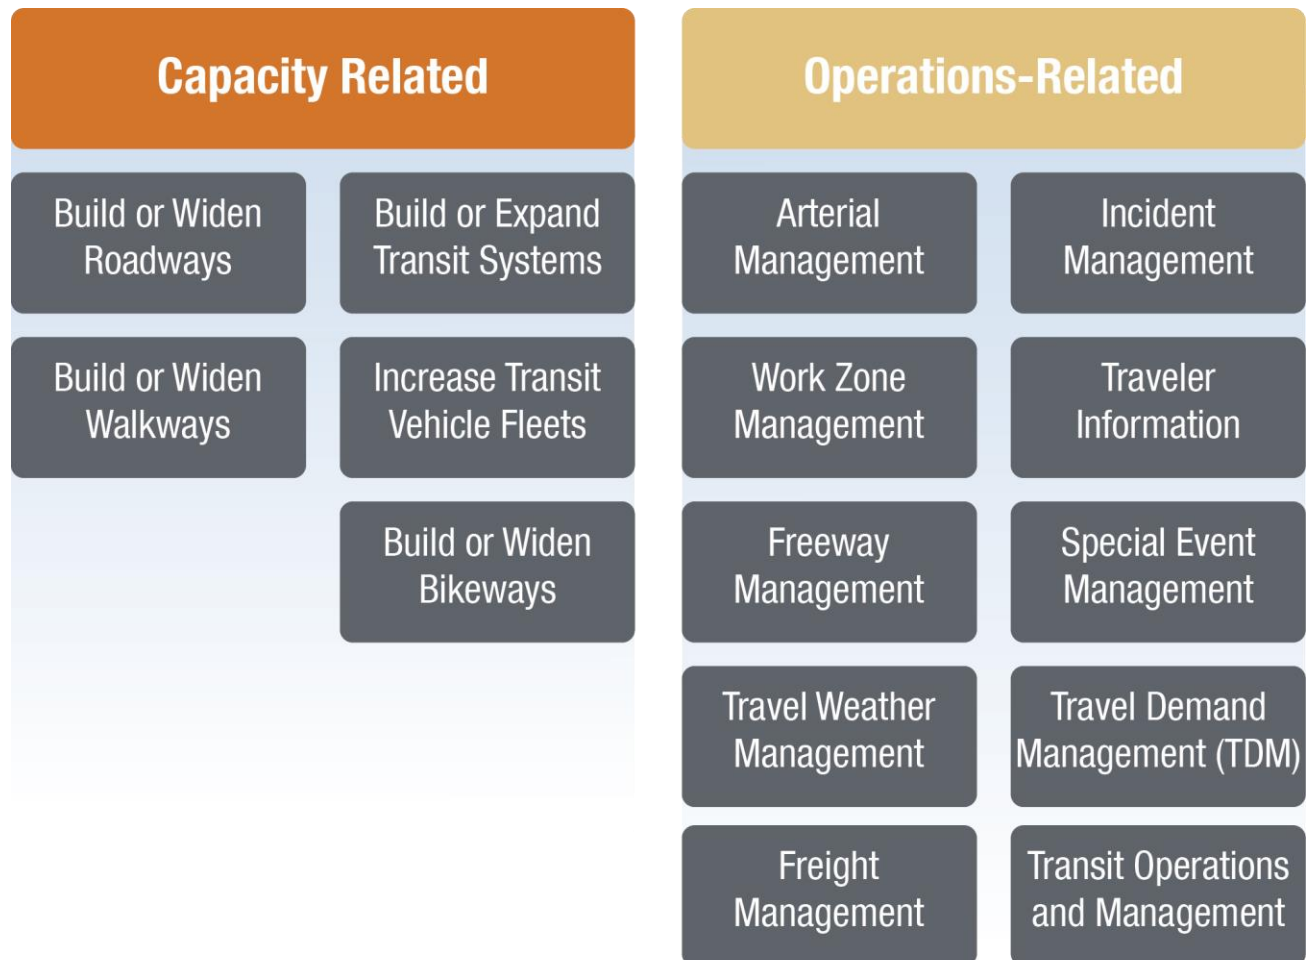 Capacity Related
Build or Widen
Roadways
Build or Expand
Transit Systems
Build or Widen
Walkways
Increase Transit
Vehicle Fleets
Build or Widen
Bikeways
Operations-Related
Arterial
Management
Incident
Management
Work Zone
Management
Traveler
Information
Freeway
Management
Special Event
Management
Travel Weather
Management
Travel Demand
Management (TDM)
Freight
Management
Transit Operations
and Management